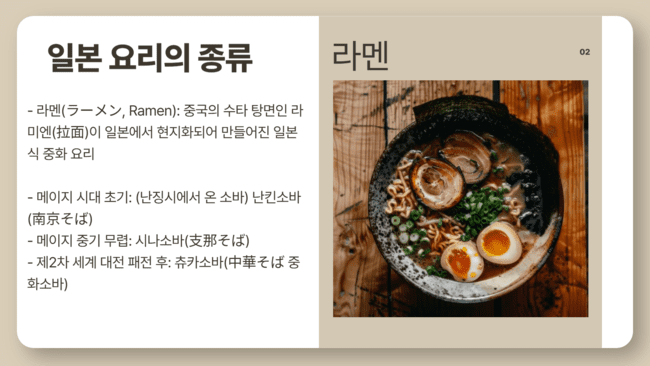 일본 요리의 종류
- 라멘(ラーメン, Ramen): 중국의 수타 탕면인 라
미엔(拉面)이 일본에서 현지화되어 만들어진 일본
식 중화 요리
- 메이지 시대 초기: (난징시에서 온 소바) 난킨소바
(南京そば)
- 메이지 중기 무렵: 시나소바(支那そば)
- 제2차 세계 대전 패전 후: 츄카소바(中華そば 중
화소바)
라멘
02